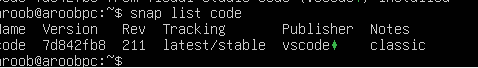 aroob@aroobpc:~$ snap list code
Name Version Rev Tracking Publisher Notes
code 7d842fb8 211 latest/stable vscode classic
aroob@aroobpc:~$